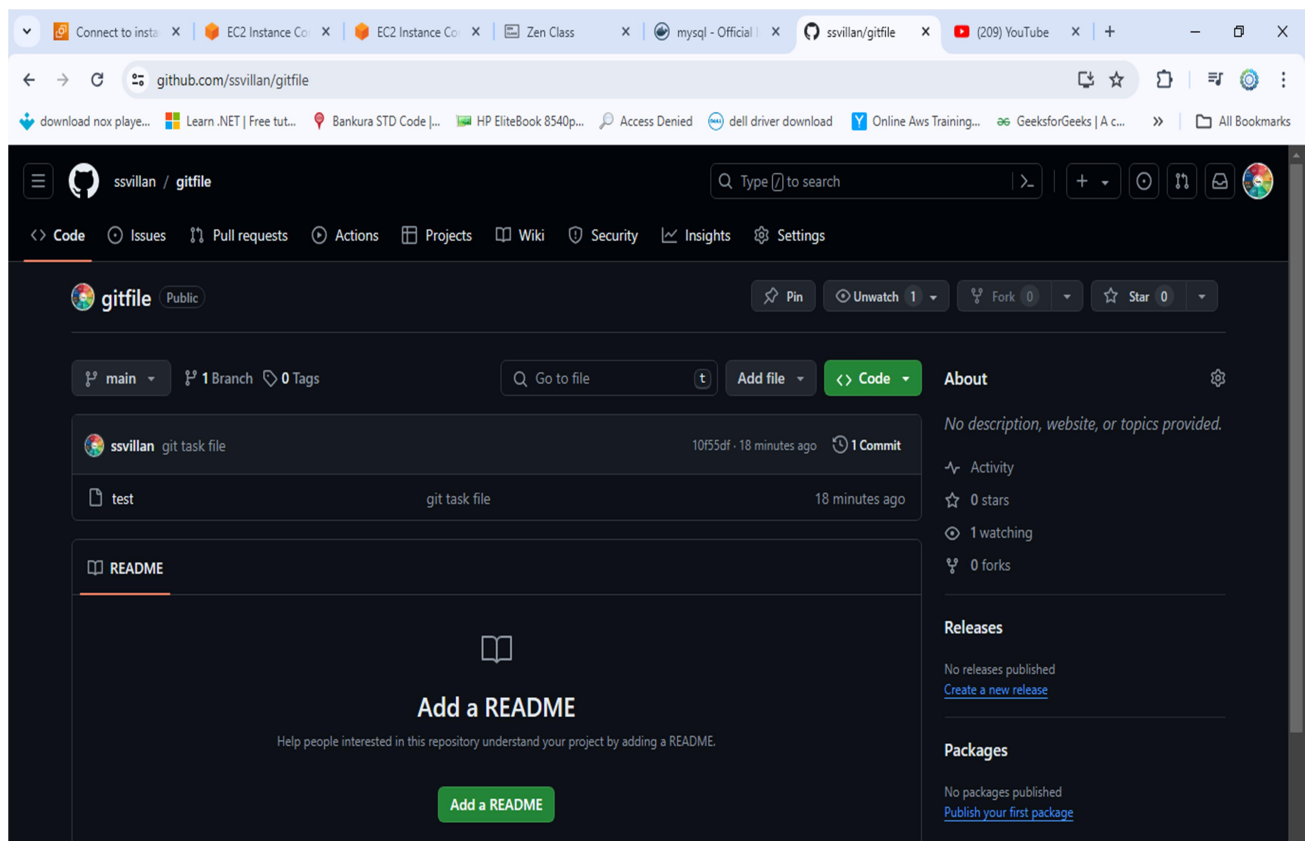 Connect to insta EC2 Instance Co EC2 Instance Co Zen Class mysql - Official ssvillan/gitfile (209) YouTube
github.com/ssvillan/gitfile
download nox playe... Learn .NET | Free tut... Bankura STD Code |... HP EliteBook 8540p... Access Denied dell driver download Online Aws Training... GeeksforGeeks | A c... » All Bookmarks
ssvillan / gitfile Type / to search
Code Issues Pull requests Actions Projects Wiki Security Insights Settings
gitfile Public Pin Unwatch 1 Fork 0 Star 0
main 1 Branch 0 Tags Go to file t Add file Code
ssvillan git task file 10f55df · 18 minutes ago 1 Commit
test git task file 18 minutes ago
README
Add a README
Help people interested in this repository understand your project by adding a README.
Add a README
About
No description, website, or topics provided.
Activity
0 stars
1 watching
0 forks
Releases
No releases published
Create a new release
Packages
No packages published
Publish your first package